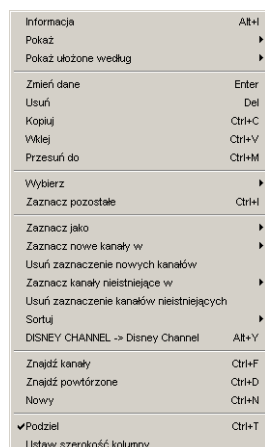 Informacja Alt+I
Pokaż
Pokaż ułożone według
Zmień dane Enter
Usuń Del
Kopiuj Ctrl+C
Wklej Ctrl+V
Przesuń do Ctrl+M
Wybierz
Zaznacz pozostałe Ctrl+I
Zaznacz jako
Zaznacz nowe kanały w
Usuń zaznaczenie nowych kanałów
Zaznacz kanały nieistniejące w
Usuń zaznaczenie kanałów nieistniejących
Sortuj
DISNEY CHANNEL -> Disney Channel Alt+Y
Znajdź kanały Ctrl+F
Znajdź powtórzone Ctrl+D
Nowy Ctrl+N
✔Podziel Ctrl+T
Ustaw szerokość kolumny